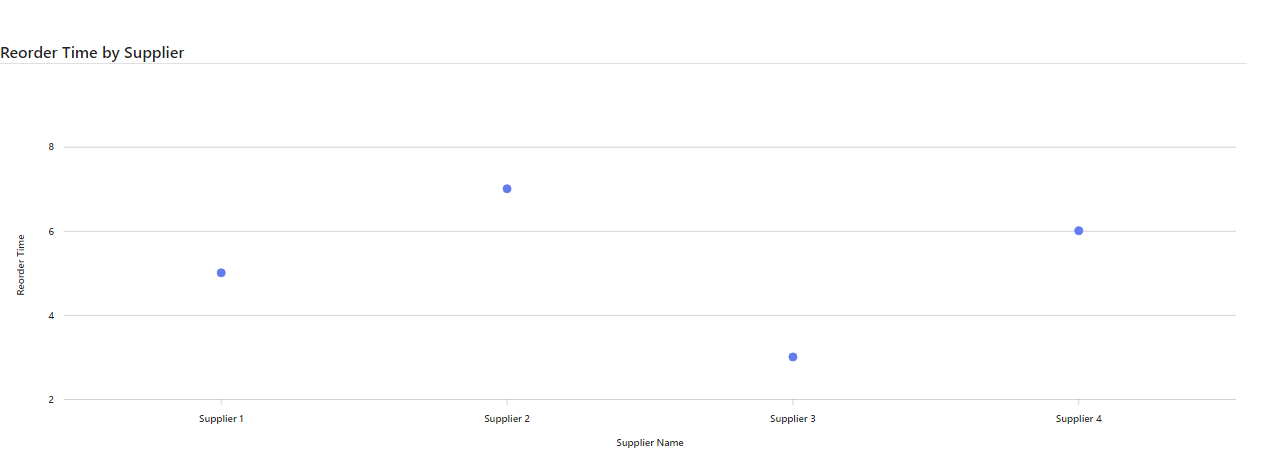 Reorder Time by Supplier
8
6
4
2
Reorder Time
Supplier 1
Supplier 2
Supplier 3
Supplier 4
Supplier Name